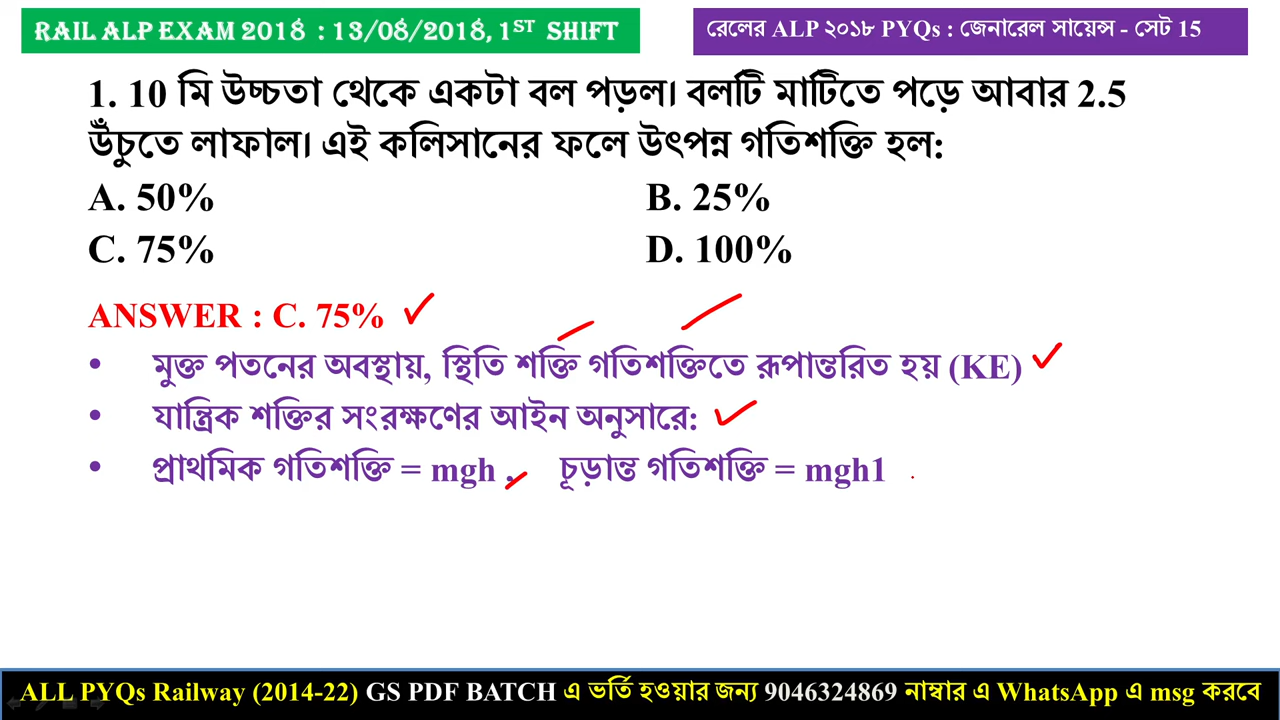 RAIL ALP EXAM 2018 : 13/08/2018, 1ST SHIFT
রেলের ALP ২০১৮ PYQs : জেনারেল সায়েন্স - সেট 15
1. 10 মি উচ্চতা থেকে একটা বল পড়ল। বলটি মাটিতে পড়ে আবার 2.5
উঁচুতে লাফাল। এই কলিসানের ফলে উৎপন্ন গতিশক্তি হল:
A. 50% B. 25%
C. 75% D. 100%
ANSWER : C. 75%
• মুক্ত পতনের অবস্থায়, স্থিতি শক্তি গতিশক্তিতে রূপান্তরিত হয় (KE)
• যান্ত্রিক শক্তির সংরক্ষণের আইন অনুসারে:
• প্রাথমিক গতিশক্তি = mgh , চূড়ান্ত গতিশক্তি = mgh1
ALL PYQs Railway (2014-22) GS PDF BATCH এ ভর্তি হওয়ার জন্য 9046324869 নাম্বার এ WhatsApp এ msg করবে